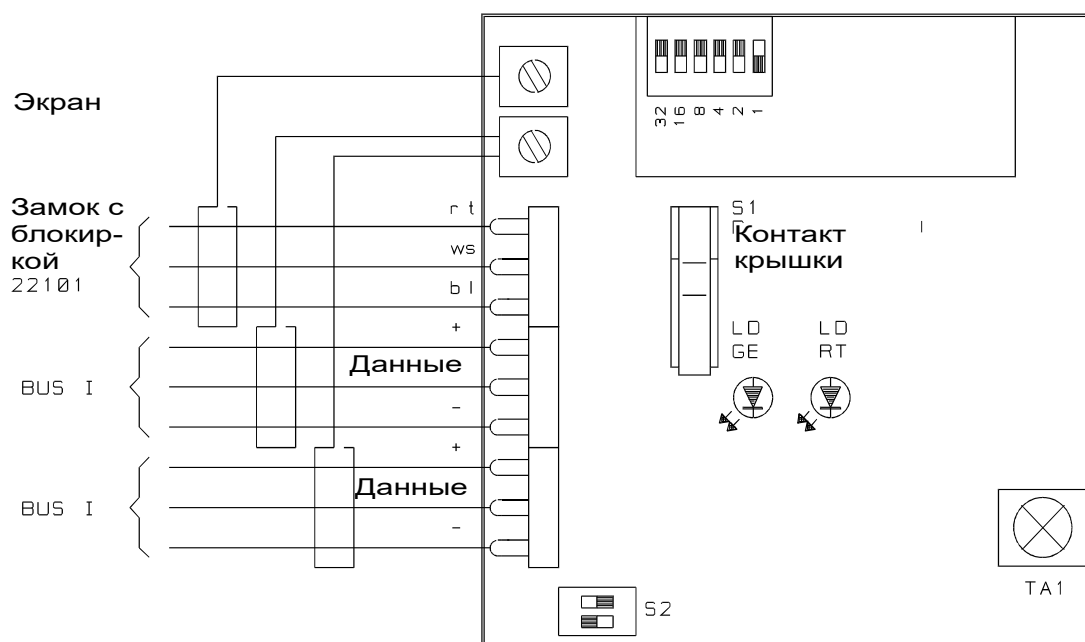 Экран
32 16 8 4 2 1
Замок с
блокир-
кой
22101
rt
ws
bl
S1
Контакт
крышки
+
Данные
-
BUS I
LD
GE
LD
RT
+
Данные
-
BUS I
S2
TA1